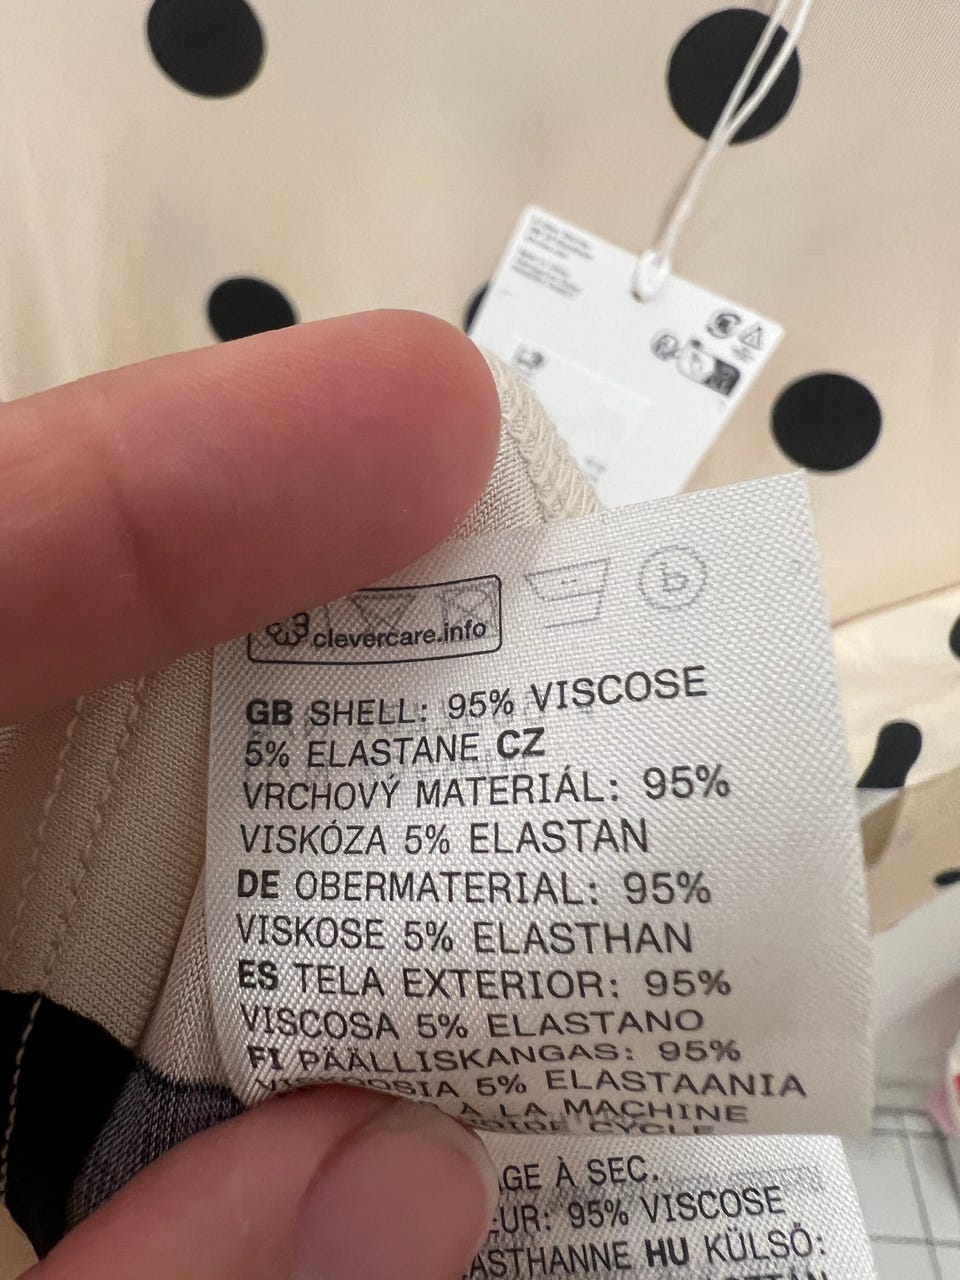 clevercare.info
GB SHELL: 95% VISCOSE
5% ELASTANE CZ
VRCHOVÝ MATERIÁL: 95%
VISKÓZA 5% ELASTAN
DE OBERMATERIAL: 95%
VISKOSE 5% ELASTHAN
ES TELA EXTERIOR: 95%
VISCOSA 5% ELASTANO
FI PÄÄLLISKANGAS: 95%
5% ELASTAANIA
A LA MACHINE
CYCLE
À SEC.
95% VISCOSE
HU KÜLSŐ: